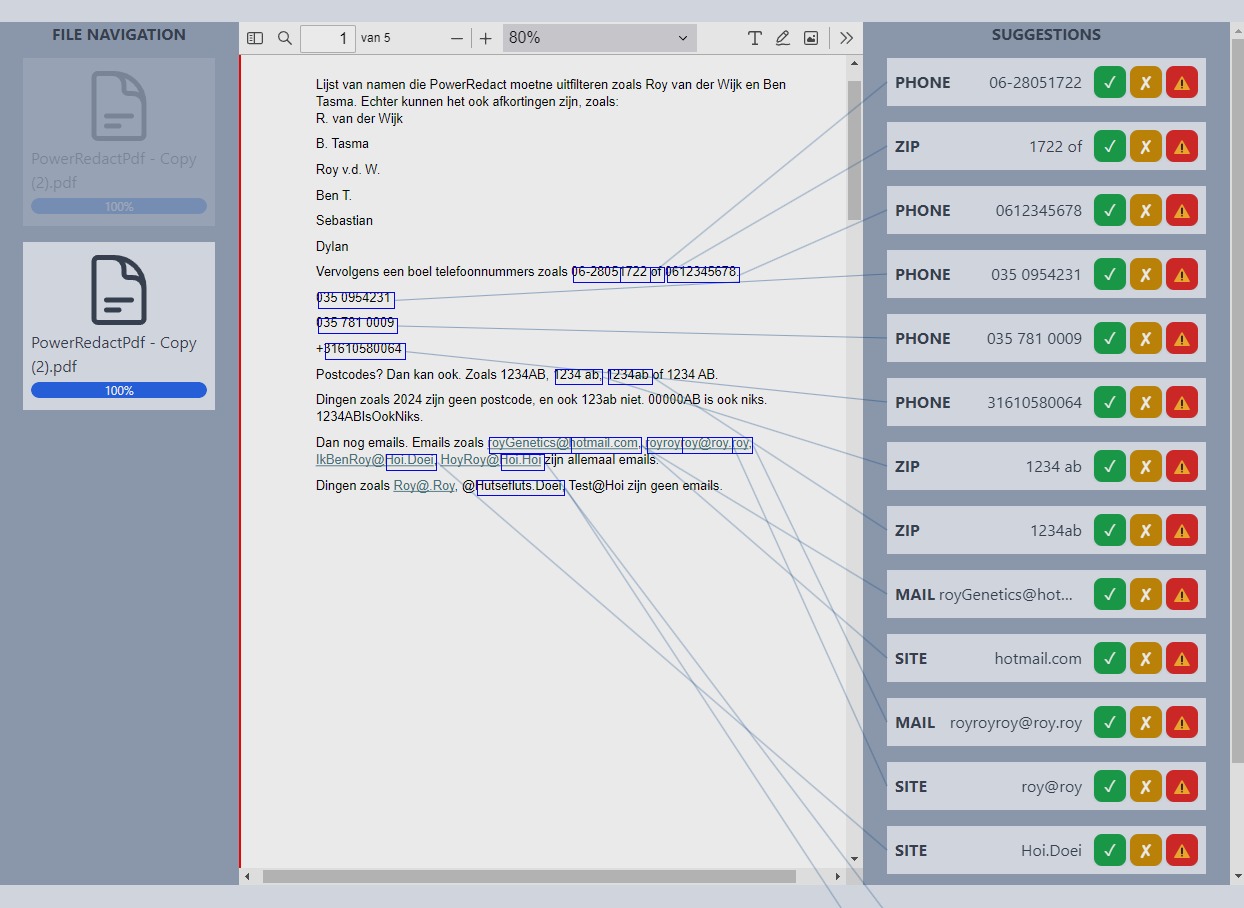 FILE NAVIGATION
PowerRedactPdf - Copy
(2).pdf
100%
PowerRedactPdf - Copy
(2).pdf
100%
1
van 5
80%
Lijst van namen die PowerRedact moetne uitfilteren zoals Roy van der Wijk en Ben
Tasma. Echter kunnen het ook afkortingen zijn, zoals:
R. van der Wijk
B. Tasma
Roy v.d. W.
Ben T.
Sebastian
Dylan
Vervolgens een boel telefoonnummers zoals 06-28051722 of 0612345678.
035 0954231
035 781 0009
+31610580064
Postcodes? Dan kan ook. Zoals 1234AB, 1234 ab, 1234ab of 1234 AB.
Dingen zoals 2024 zijn geen postcode, en ook 123ab niet. 00000AB is ook niks.
1234ABIsOokNiks.
Dan nog emails. Emails zoals royGenetics@hotmail.com, royroyroy@roy.roy,
IkBenRoy@Hoi.Doei, HoyRoy@Hoi.Hoi zijn allemaal emails.
Dingen zoals Roy@.Roy, @Hutsefluts.Doei, Test@Hoi zijn geen emails.
SUGGESTIONS
PHONE 06-28051722
ZIP 1722 of
PHONE 0612345678
PHONE 035 0954231
PHONE 035 781 0009
PHONE 31610580064
ZIP 1234 ab
ZIP 1234ab
MAIL royGenetics@hot...
SITE hotmail.com
MAIL royroyroy@roy.roy
SITE roy@roy
SITE Hoi.Doei